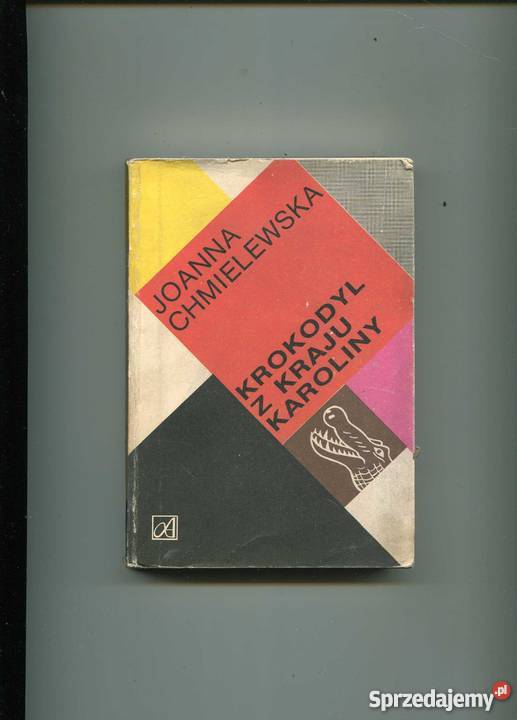 JOANNA
CHMIELEWSKA
KROKODYL
Z KRAJU
KAROLINY
Sprzedajemy.pl